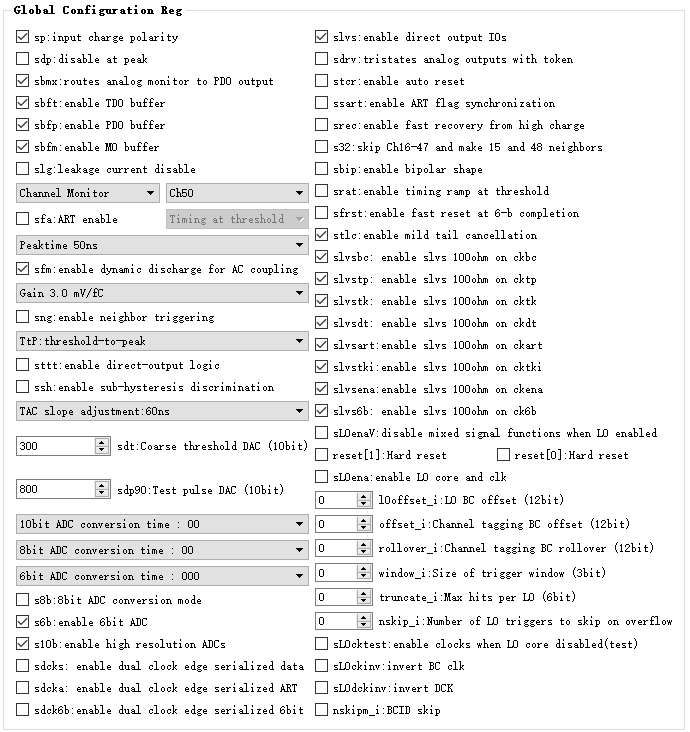 Global Configuration Reg
sp:input charge polarity
sdp:disable at peak
sbmx:routes analog monitor to PDO output
sbft:enable TDO buffer
sbfp:enable PDO buffer
sbfm:enable MO buffer
slg:leakage current disable
Channel Monitor
Ch50
sfa:ART enable
Timing at threshold
Peaktime 50ns
sfm:enable dynamic discharge for AC coupling
Gain 3.0 mV/fC
sng:enable neighbor triggering
TtP:threshold-to-peak
sttt:enable direct-output logic
ssh:enable sub-hysteresis discrimination
TAC slope adjustment:60ns
300 sdt:Coarse threshold DAC (10bit)
800 sdp90:Test pulse DAC (10bit)
10bit ADC conversion time : 00
8bit ADC conversion time : 00
6bit ADC conversion time : 000
s8b:8bit ADC conversion mode
s6b:enable 6bit ADC
s10b:enable high resolution ADCs
sdcks: enable dual clock edge serialized data
sdcka: enable dual clock edge serialized ART
sdck6b:enable dual clock edge serialized 6bit
slvs:enable direct output IOs
sdrv:tristates analog outputs with token
stcr:enable auto reset
ssart:enable ART flag synchronization
srec:enable fast recovery from high charge
s32:skip Ch16-47 and make 15 and 48 neighbors
sbip:enable bipolar shape
srat:enable timing ramp at threshold
sfrst:enable fast reset at 6-b completion
stlc:enable mild tail cancellation
slvsbc: enable slvs 100ohm on ckbc
slvstp: enable slvs 100ohm on cktp
slvstk: enable slvs 100ohm on cktk
slvsdt: enable slvs 100ohm on ckdt
slvsart:enable slvs 100ohm on ckart
slvstki:enable slvs 100ohm on cktki
slvsena:enable slvs 100ohm on ckena
slvs6b: enable slvs 100ohm on ck6b
sL0enaV:disable mixed signal functions when L0 enabled
reset[1]:Hard reset
reset[0]:Hard reset
sL0ena:enable L0 core and clk
0 l0offset_i:L0 BC offset (12bit)
0 offset_i:Channel tagging BC offset (12bit)
0 rollover_i:Channel tagging BC rollover (12bit)
0 window_i:Size of trigger window (3bit)
0 truncate_i:Max hits per L0 (6bit)
0 nskip_i:Number of L0 triggers to skip on overflow
sL0cktest:enable clocks when L0 core disabled(test)
sL0ckinv:invert BC clk
sL0dckinv:invert DCK
nskipm_i:BCID skip